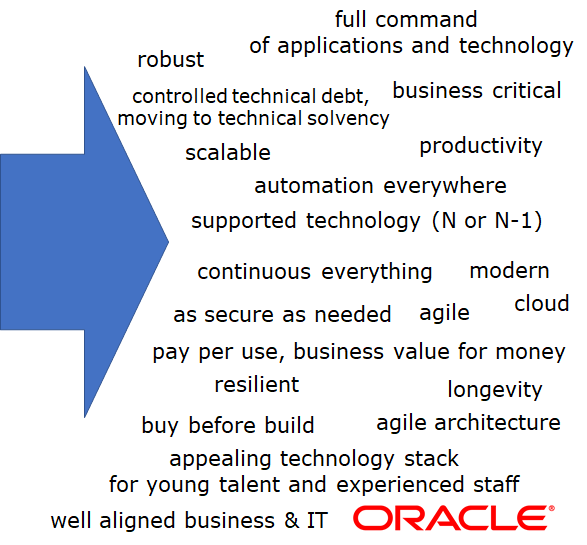 full command
of applications and technology
robust
business critical
controlled technical debt,
moving to technical solvency
productivity
scalable
automation everywhere
supported technology (N or N-1)
continuous everything
modern
cloud
as secure as needed
agile
pay per use, business value for money
resilient
longevity
buy before build
agile architecture
appealing technology stack
for young talent and experienced staff
well aligned business & IT
ORACLE®